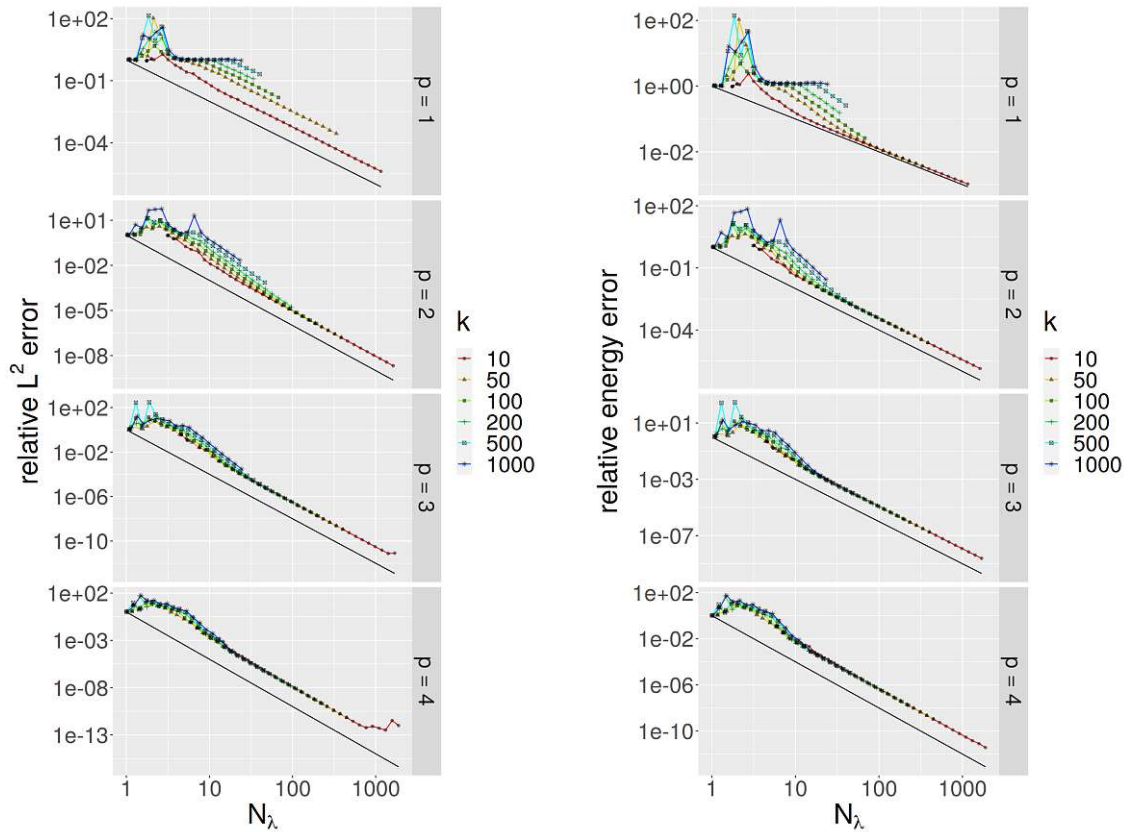 relative L² error
1e+02
1e-01
1e-04
p = 1
1e+01
1e-02
1e-05
1e-08
p = 2
1e+02
1e-02
1e-06
1e-10
p = 3
1e+02
1e-03
1e-08
1e-13
p = 4
1
10
100
1000
N_λ
k
10
50
100
200
500
1000
relative energy error
1e+02
1e+00
1e-02
p = 1
1e+02
1e-01
1e-04
p = 2
1e+01
1e-03
1e-07
p = 3
1e+02
1e-02
1e-06
1e-10
p = 4
1
10
100
1000
N_λ
k
10
50
100
200
500
1000